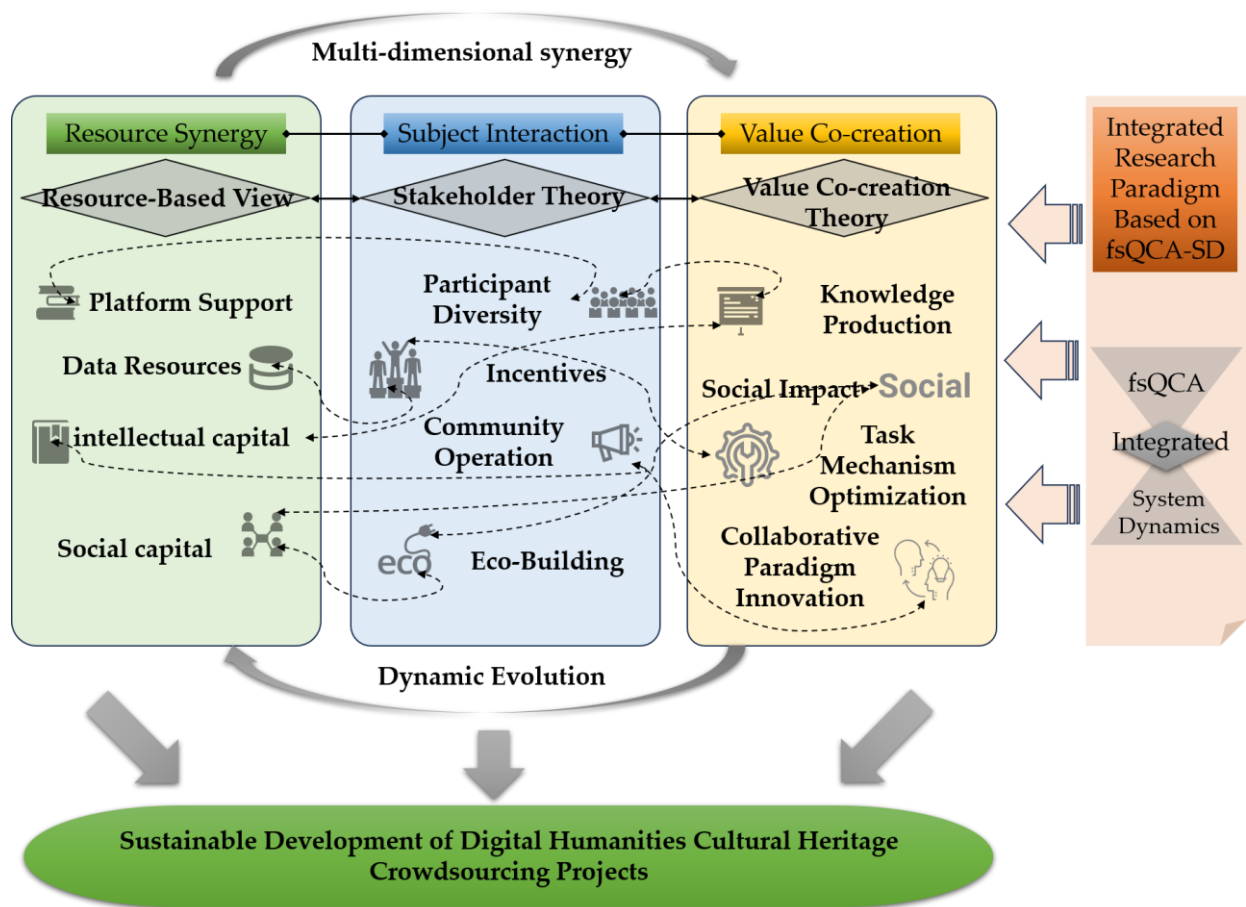 Multi-dimensional synergy
Resource Synergy
Subject Interaction
Value Co-creation
Resource-Based View
Stakeholder Theory
Value Co-creation
Theory
Platform Support
Data Resources
intellectual capital
Social capital
Participant
Diversity
Incentives
Community
Operation
eco
Eco-Building
Knowledge
Production
Social Impact
Social
Task
Mechanism
Optimization
Collaborative
Paradigm
Innovation
Integrated
Research
Paradigm
Based on
fsQCA-SD
fsQCA
Integrated
System
Dynamics
Dynamic Evolution
Sustainable Development of Digital Humanities Cultural Heritage
Crowdsourcing Projects